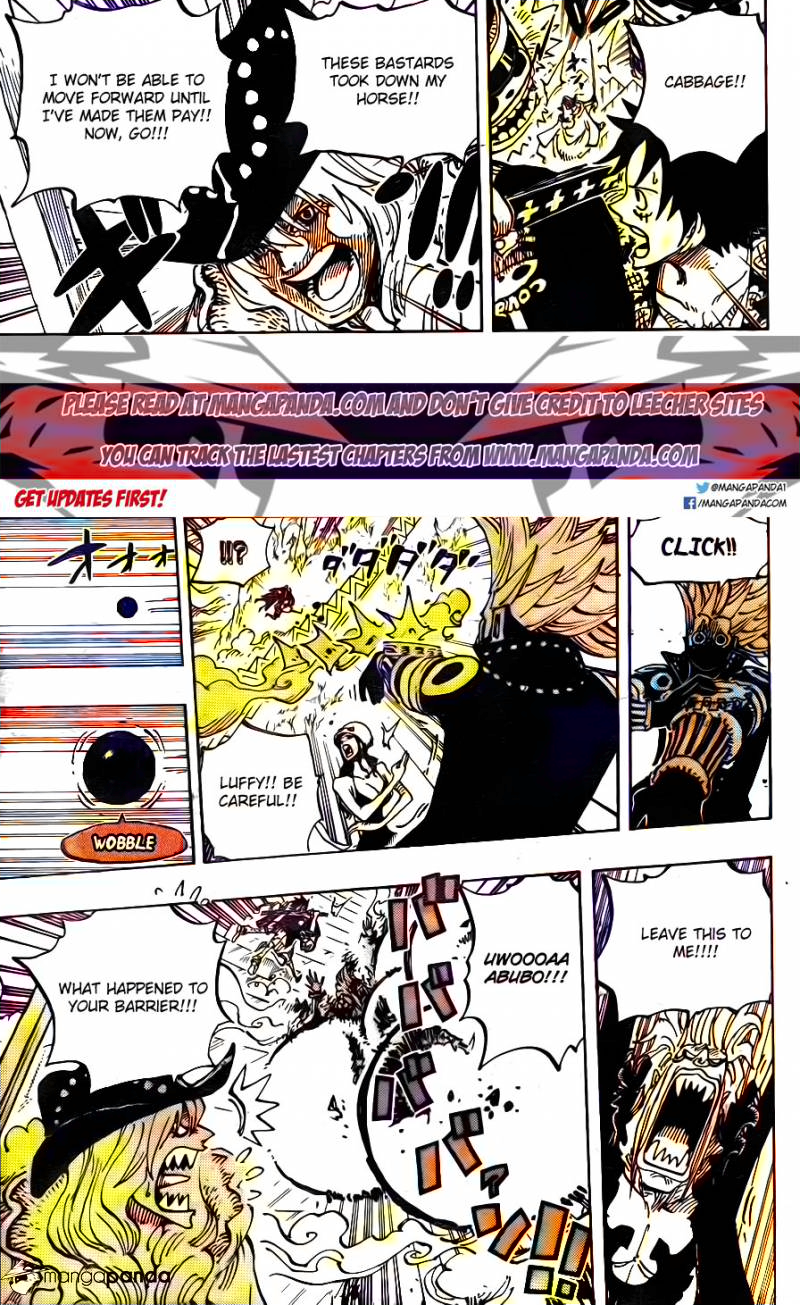 CABBAGE!!
THESE BASTARDS
TOOK DOWN MY
HORSE!!
I WON'T BE ABLE TO
MOVE FORWARD UNTIL
I'VE MADE THEM PAY!!
NOW, GO!!!
PLEASE READ AT MANGAPANDA.COM AND DON'T GIVE CREDIT TO LEECHER SITES
YOU CAN TRACK THE LASTEST CHAPTERS FROM WWW.MANGAPANDA.COM
GET UPDATES FIRST!
@MANGAPANDA1
/MANGAPANDACOM
CLICK!!
!!?
ダダダダ
LUFFY!! BE
CAREFUL!!
オオォ
WOBBLE
LEAVE THIS TO
ME!!!!
UWOOOAA
ABUBO!!!
WHAT HAPPENED TO
YOUR BARRIER!!!
mangapanda